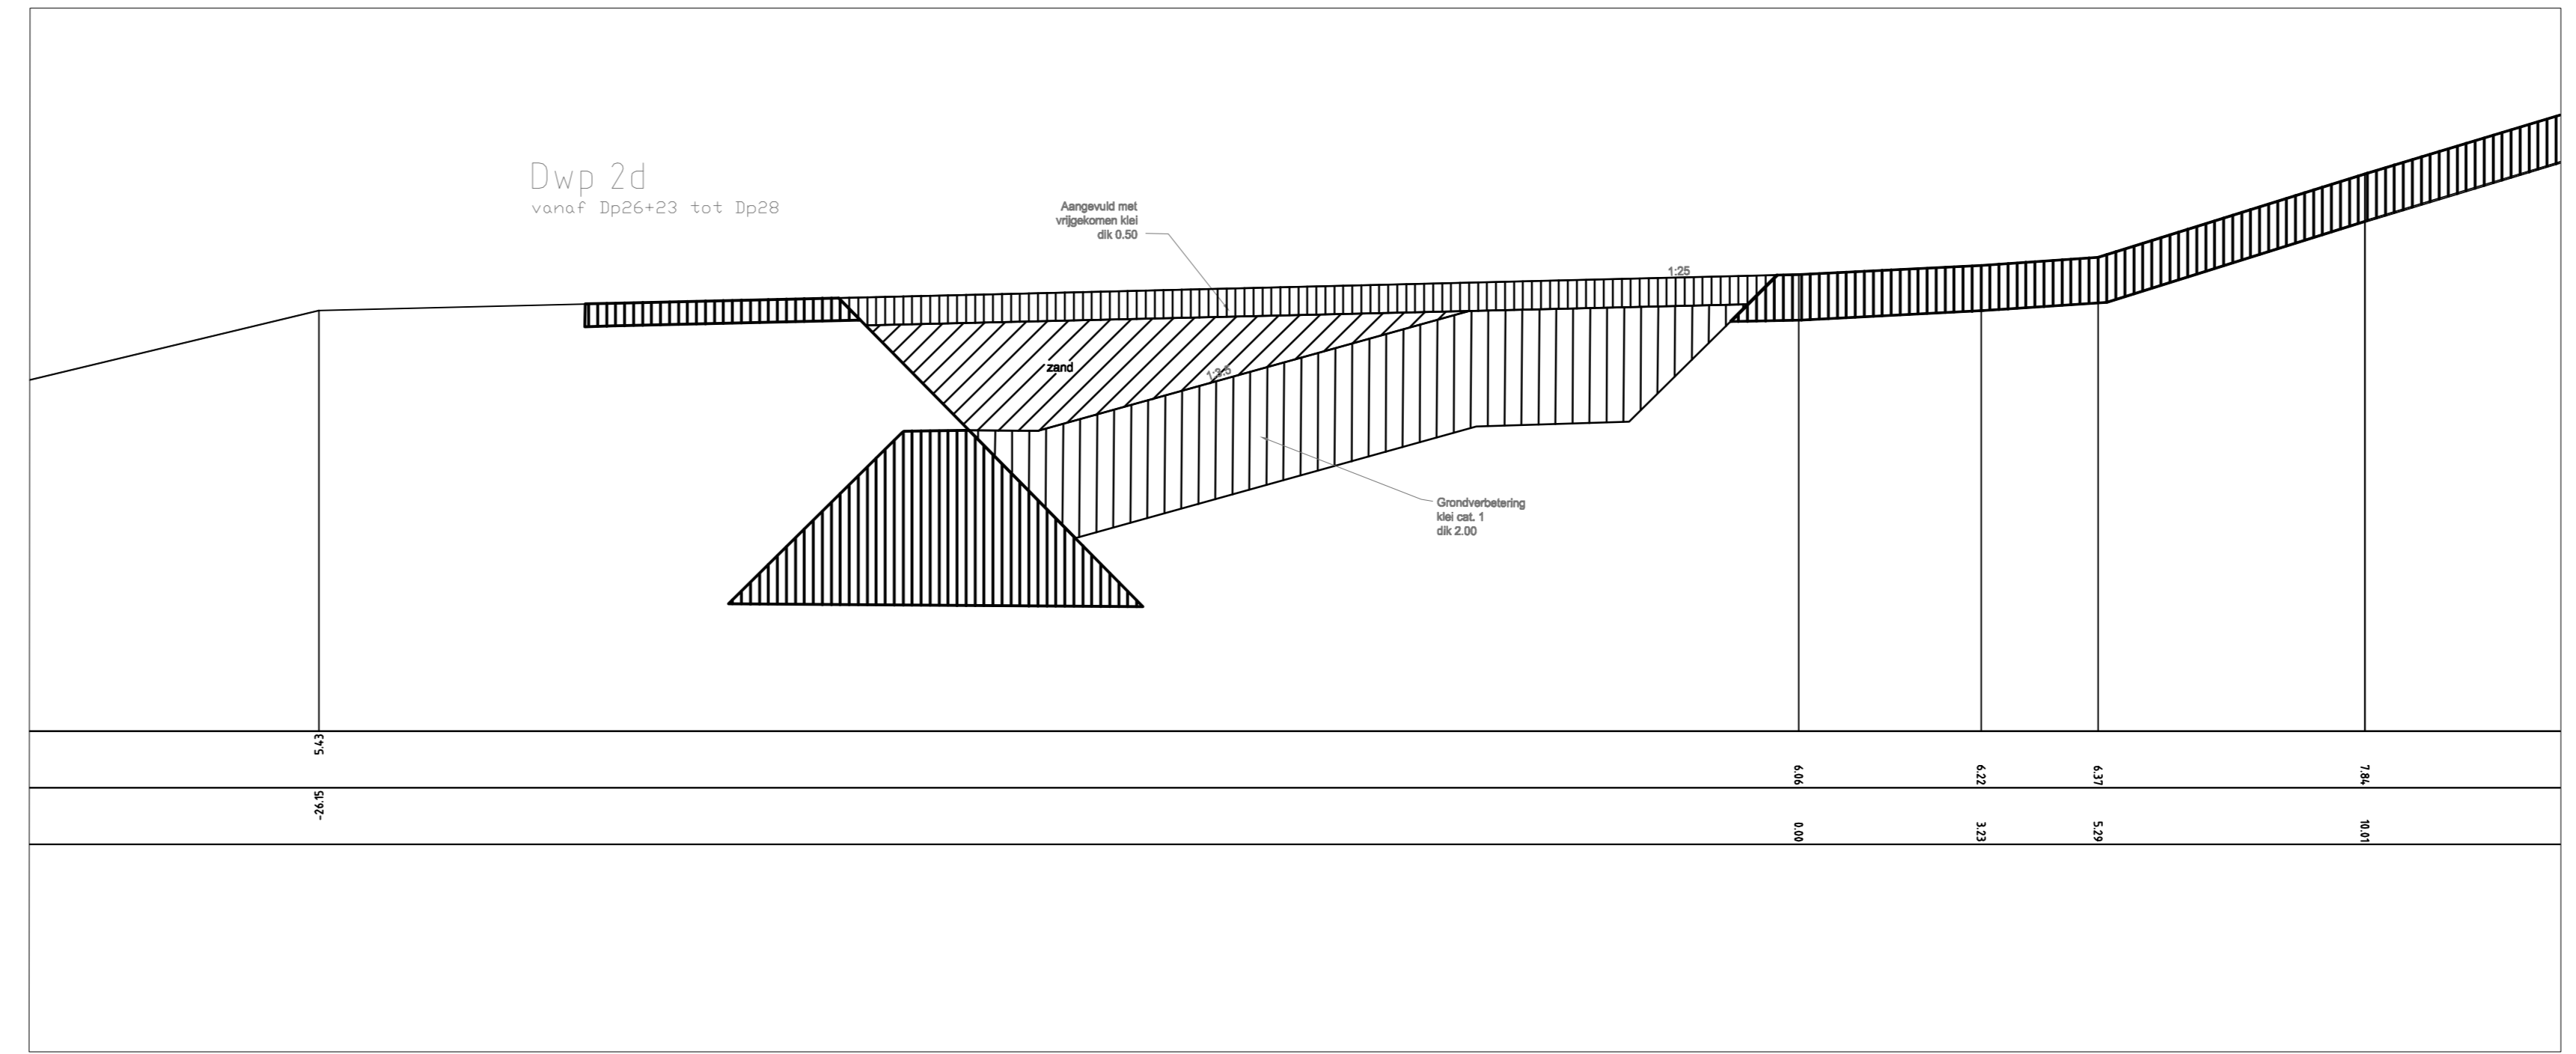 Dwp 2d
vanaf Dp26+23 tot Dp28
Aangevuld met
vrijgekomen klei
dik 0.50
1:25
zand
1:3.5
Grondverbetering
klei cat. 1
dik 2.00
5.43
6.06
6.22
6.37
7.84
-26.15
0.00
3.23
5.29
10.01